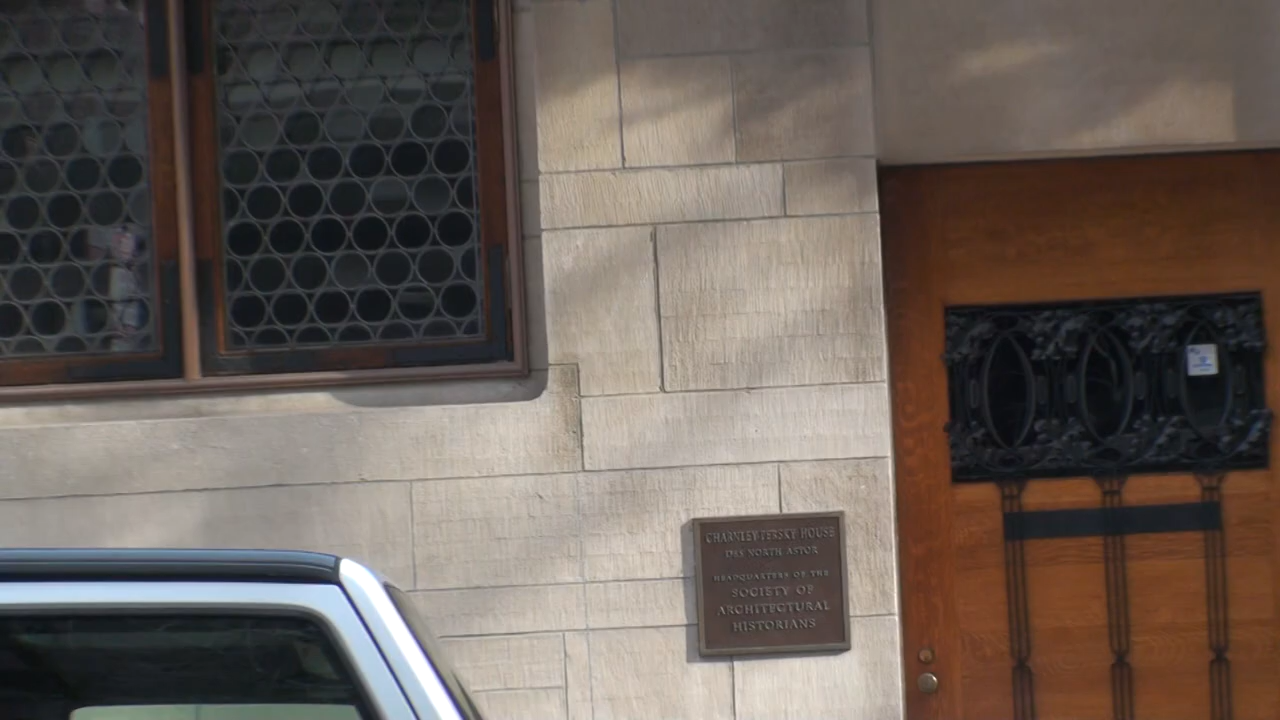 CHARNLEY-PERSKY HOUSE
1365 NORTH ASTOR
HEADQUARTERS OF THE
SOCIETY OF
ARCHITECTURAL
HISTORIANS